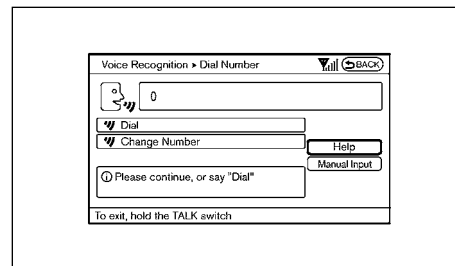 Voice Recognition ▸ Dial Number BACK
0
Dial
Change Number
Help
Manual Input
Please continue, or say "Dial"
To exit, hold the TALK switch